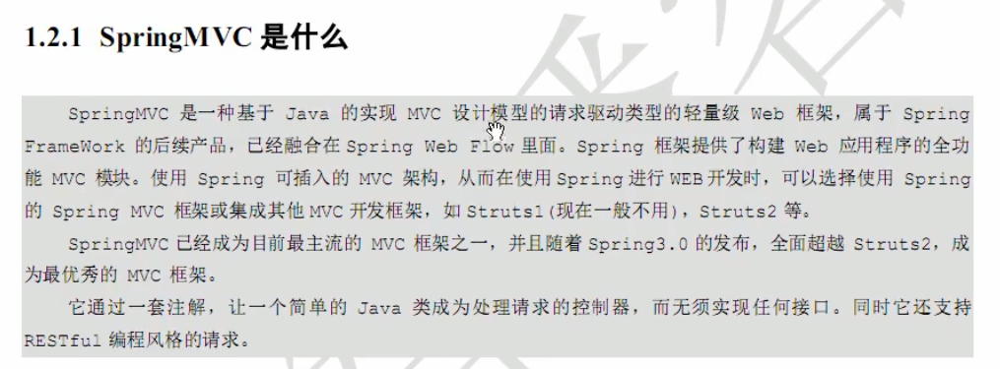 1.2.1 SpringMVC 是什么
SpringMVC 是一种基于 Java 的实现 MVC 设计模型的请求驱动类型的轻量级 Web 框架，属于 Spring
FrameWork 的后续产品，已经融合在 Spring Web Flow 里面。Spring 框架提供了构建 Web 应用程序的全功
能 MVC 模块。使用 Spring 可插入的 MVC 架构，从而在使用 Spring 进行 WEB 开发时，可以选择使用 Spring
的 Spring MVC 框架或集成其他 MVC 开发框架，如 Struts1(现在一般不用)，Struts2 等。
SpringMVC 已经成为目前最主流的 MVC 框架之一，并且随着 Spring3.0 的发布，全面超越 Struts2，成
为最优秀的 MVC 框架。
它通过一套注解，让一个简单的 Java 类成为处理请求的控制器，而无须实现任何接口。同时它还支持
RESTful 编程风格的请求。